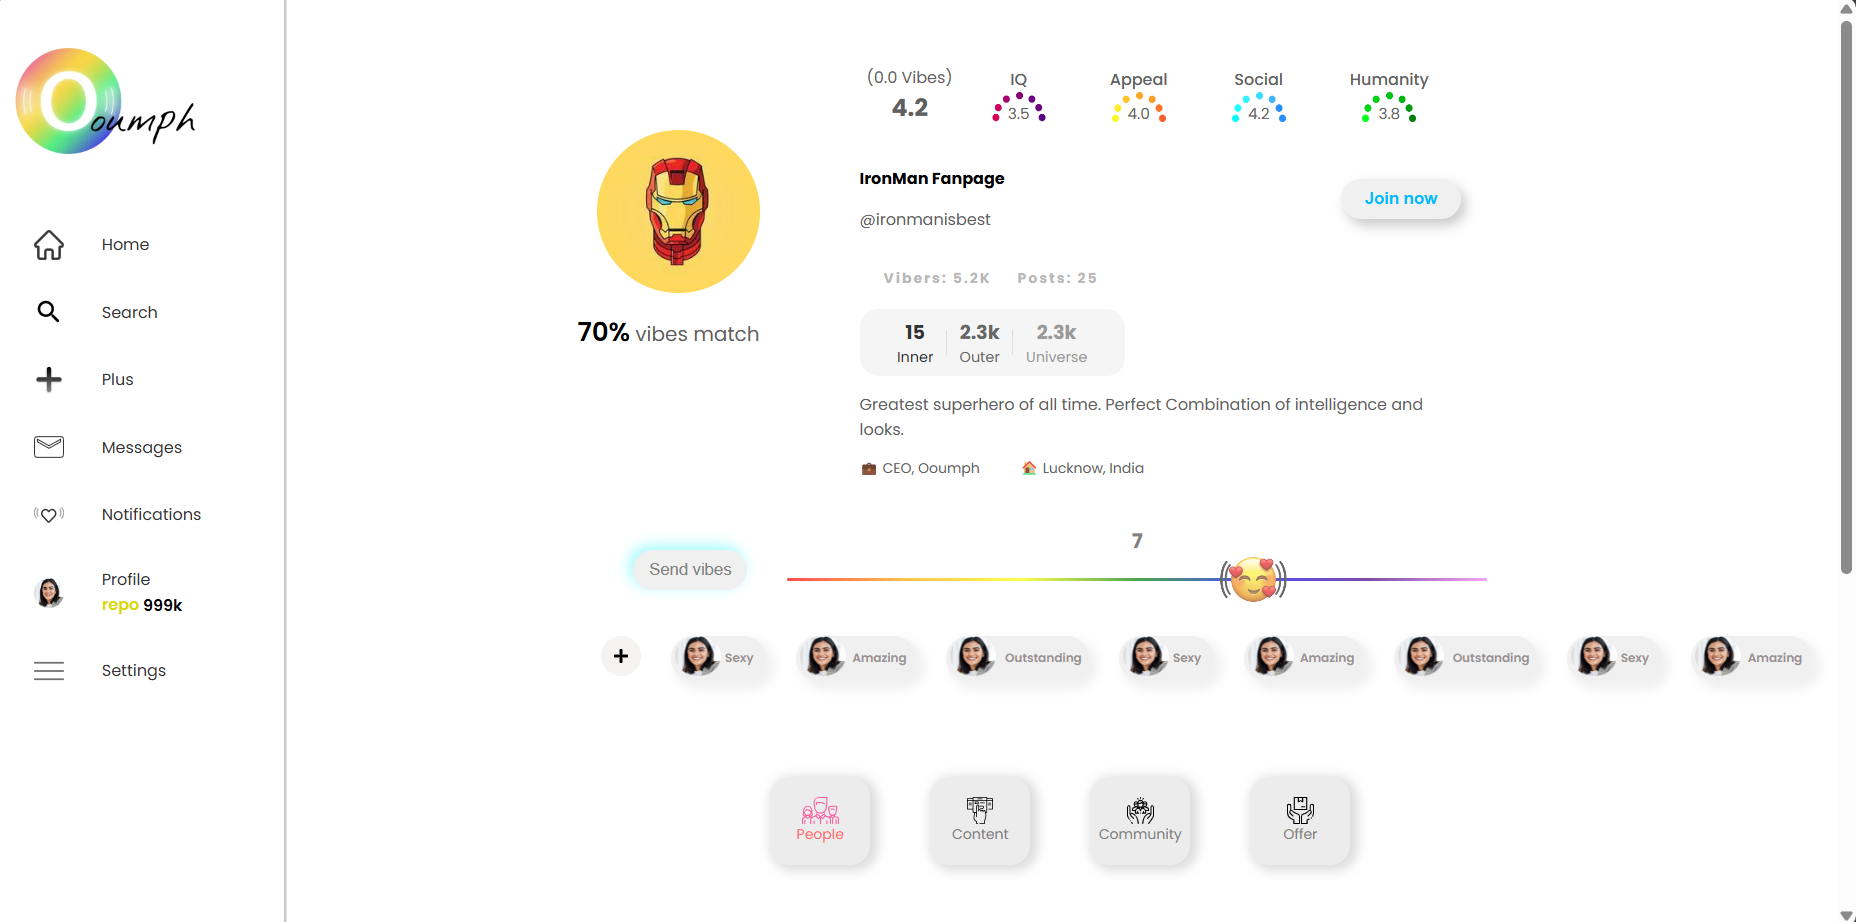 Ooumph
Home
Search
Plus
Messages
Notifications
Profile
repo 999k
Settings
(0.0 Vibes)
4.2
IQ
3.5
Appeal
4.0
Social
4.2
Humanity
3.8
70% vibes match
IronMan Fanpage
@ironmanisbest
Join now
Vibers: 5.2K Posts: 25
15 2.3k 2.3k
Inner Outer Universe
Greatest superhero of all time. Perfect Combination of intelligence and
looks.
CEO, Ooumph Lucknow, India
7
Send vibes
+ Sexy Amazing Outstanding Sexy Amazing Outstanding Sexy Amazing
People Content Community Offer